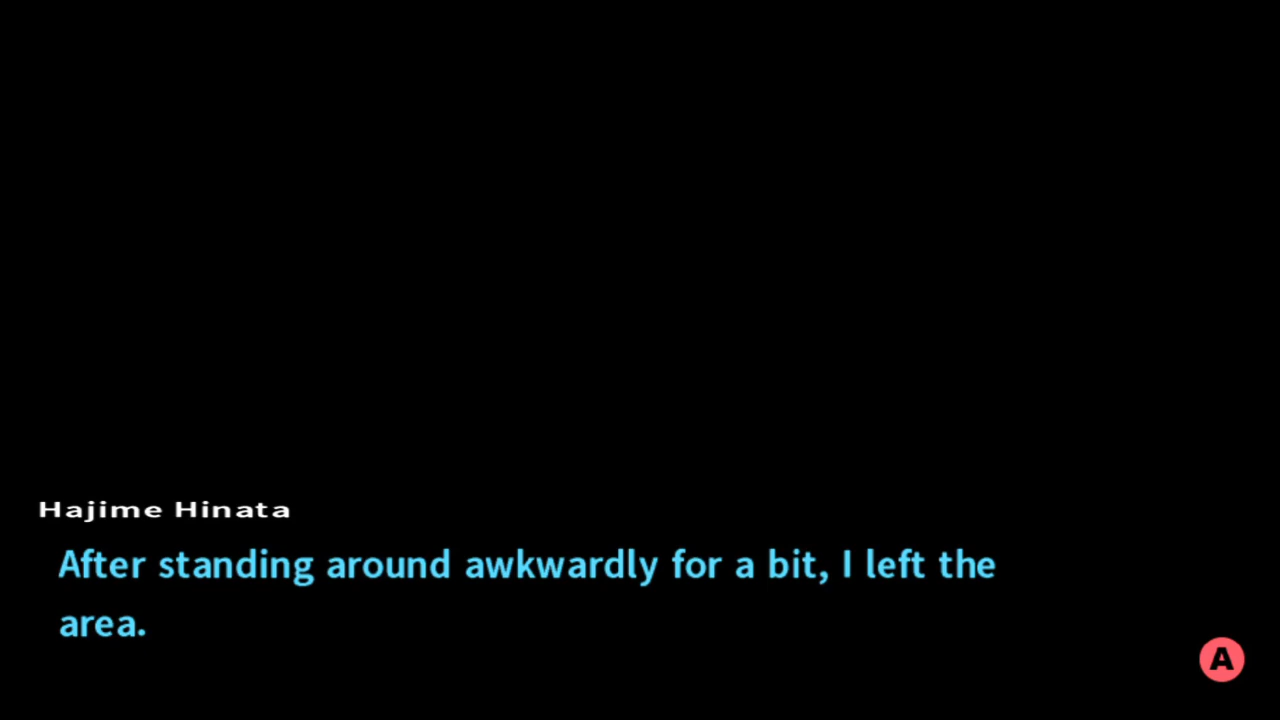 Hajime Hinata
After standing around awkwardly for a bit, I left the
area.
A